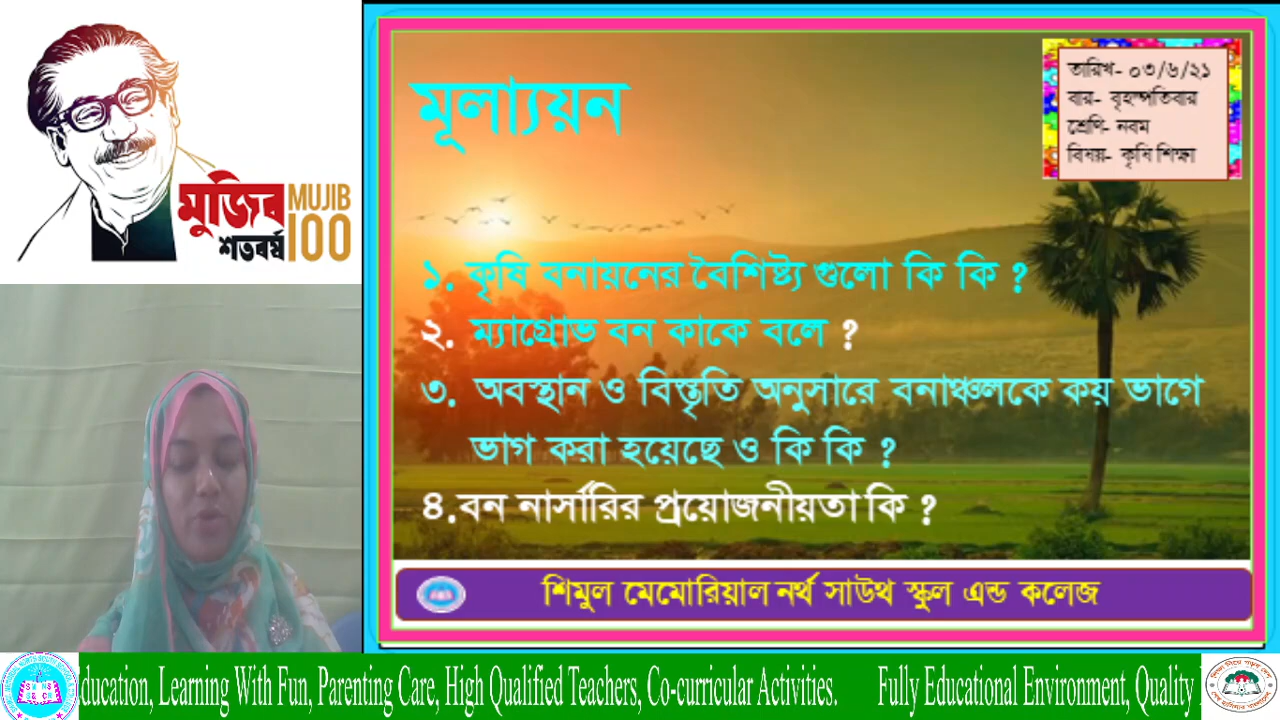 মুজিব
শতবর্ষ
MUJIB
100
মূল্যায়ন
তারিখ- ০৩/৬/২১
বার- বৃহস্পতিবার
শ্রেণি- নবম
বিষয়- কৃষি শিক্ষা
১. কৃষি বনায়নের বৈশিষ্ট্য গুলো কি কি ?
২. ম্যাগ্রোভ বন কাকে বলে ?
৩. অবস্থান ও বিস্তৃতি অনুসারে বনাঞ্চলকে কয় ভাগে
ভাগ করা হয়েছে ও কি কি ?
৪.বন নার্সারির প্রয়োজনীয়তা কি ?
শিমুল মেমোরিয়াল নর্থ সাউথ স্কুল এন্ড কলেজ
ducation, Learning With Fun, Parenting Care, High Qualified Teachers, Co-curricular Activities. Fully Educational Environment, Quality